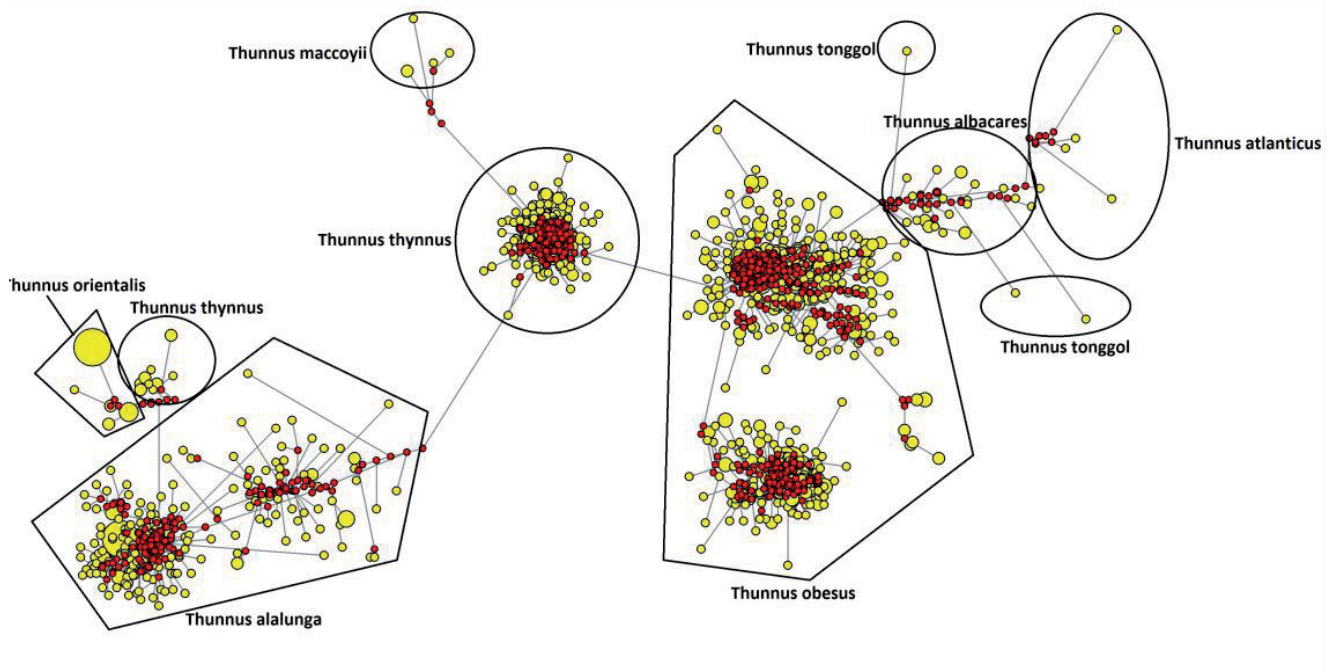 Thunnus maccoyii
Thunnus tonggol
Thunnus albacares
Thunnus atlanticus
Thunnus thynnus
hunnus orientalis
Thunnus thynnus
Thunnus tonggol
Thunnus obesus
Thunnus alalunga